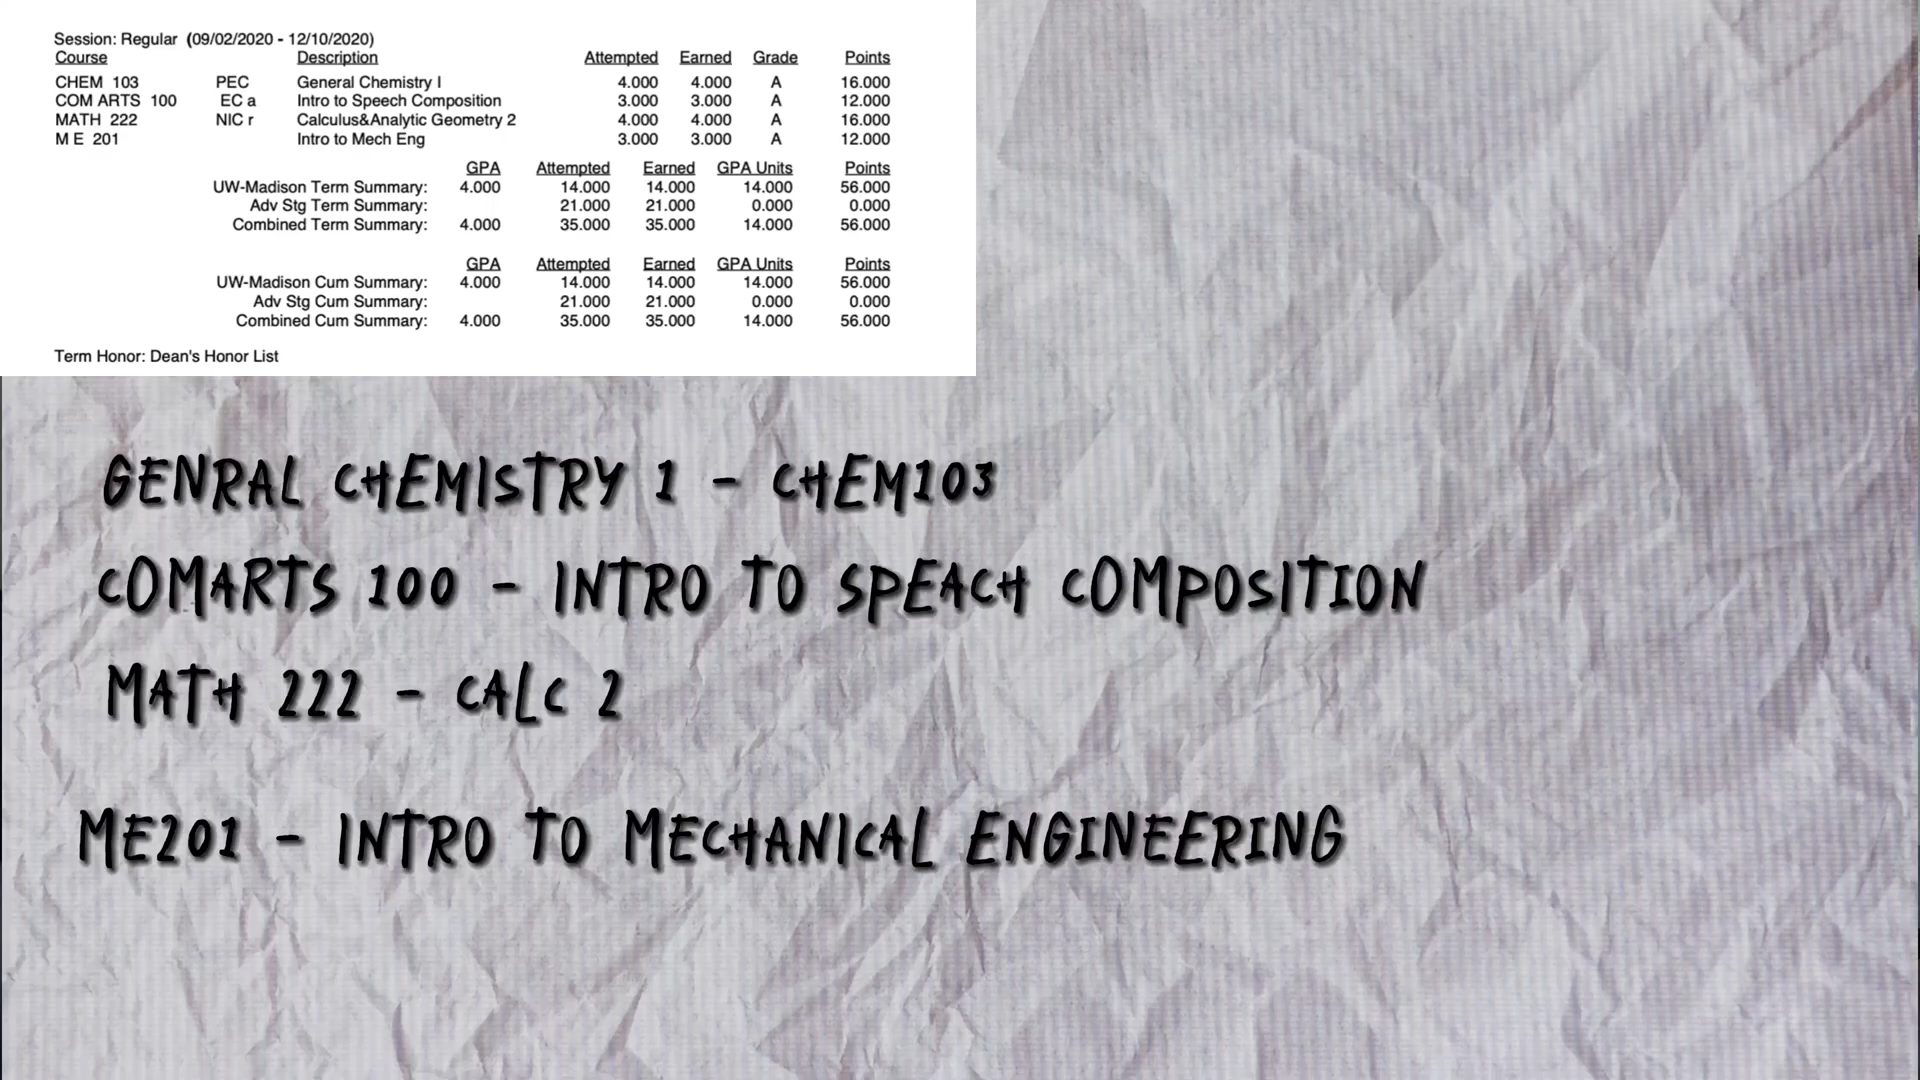 Session: Regular (09/02/2020 - 12/10/2020)
Course Description Attempted Earned Grade Points
CHEM 103 PEC General Chemistry I 4.000 4.000 A 16.000
COM ARTS 100 EC a Intro to Speech Composition 3.000 3.000 A 12.000
MATH 222 NIC r Calculus&Analytic Geometry 2 4.000 4.000 A 16.000
M E 201 Intro to Mech Eng 3.000 3.000 A 12.000
GPA Attempted Earned GPA Units Points
UW-Madison Term Summary: 4.000 14.000 14.000 14.000 56.000
Adv Stg Term Summary: 21.000 21.000 0.000 0.000
Combined Term Summary: 4.000 35.000 35.000 14.000 56.000
GPA Attempted Earned GPA Units Points
UW-Madison Cum Summary: 4.000 14.000 14.000 14.000 56.000
Adv Stg Cum Summary: 21.000 21.000 0.000 0.000
Combined Cum Summary: 4.000 35.000 35.000 14.000 56.000
Term Honor: Dean's Honor List
GENRAL CHEMISTRY 1 - CHEM103
COMARTS 100 - INTRO TO SPEACH COMPOSITION
MATH 222 - CALC 2
ME201 - INTRO TO MECHANICAL ENGINEERING